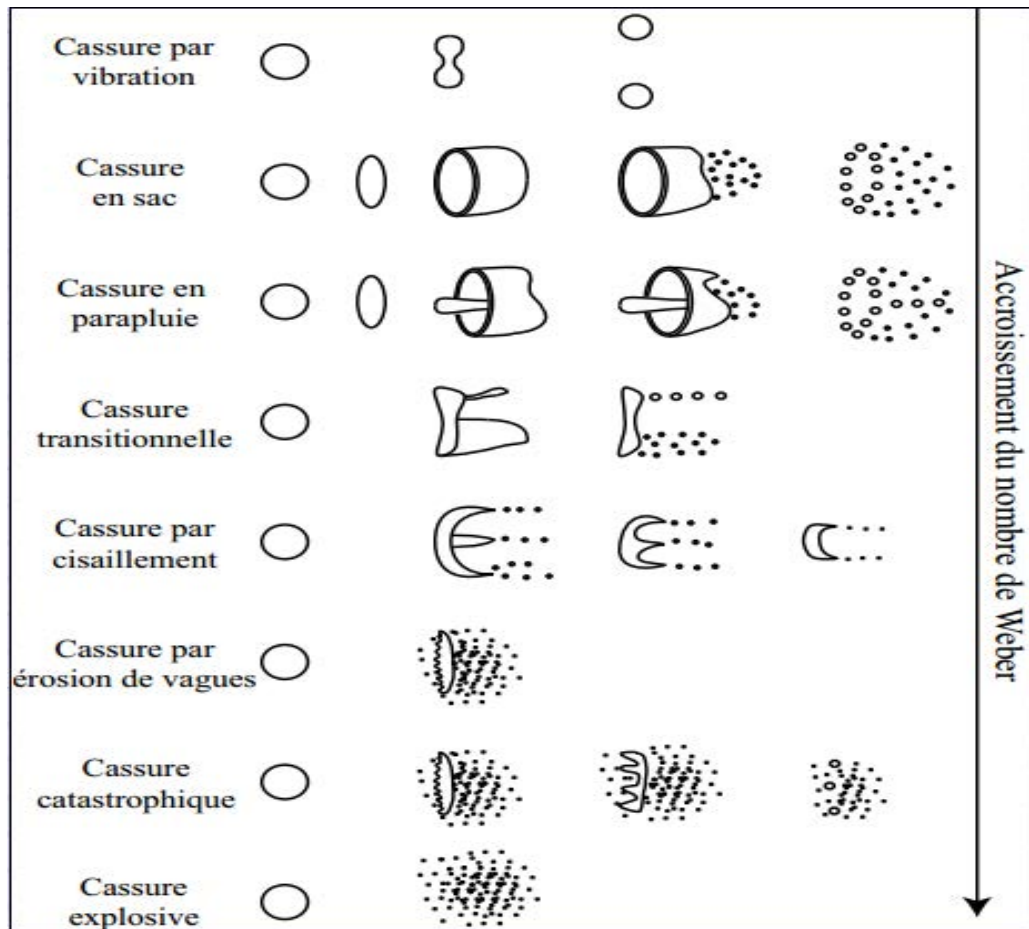 Cassure par
vibration
Cassure
en sac
Cassure en
parapluie
Cassure
transitionnelle
Cassure par
cisaillement
Cassure par
érosion de vagues
Cassure
catastrophique
Cassure
explosive
Accroissement du nombre de Weber